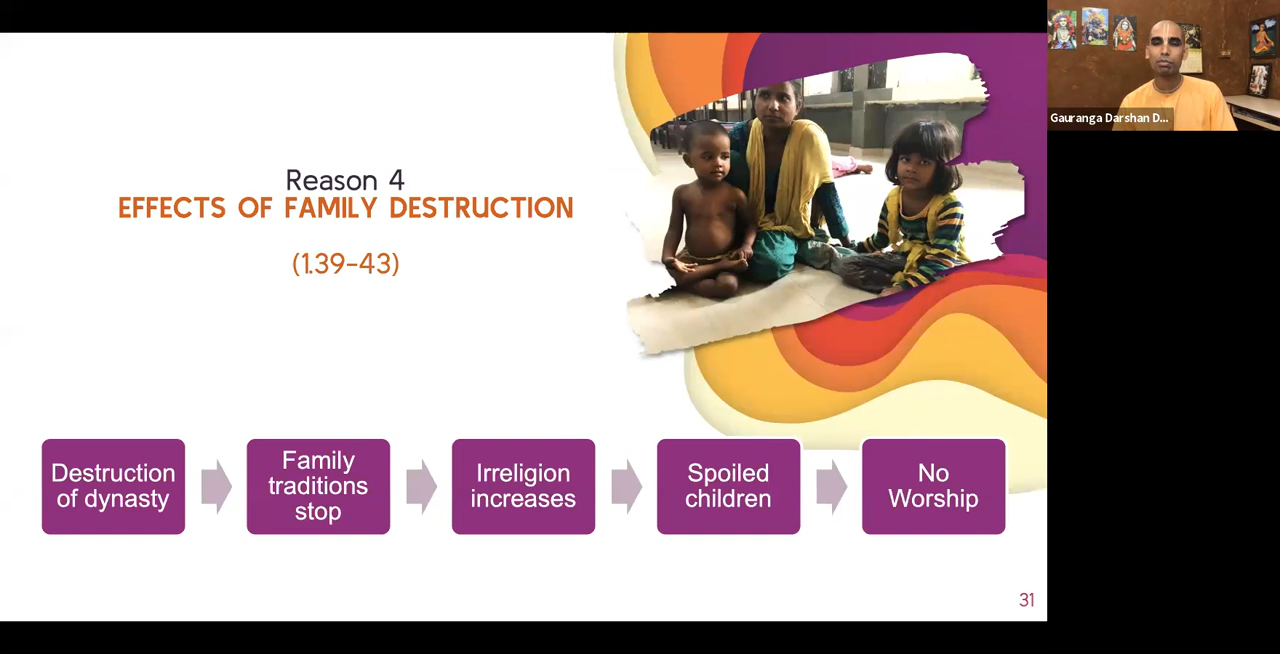 Gauranga Darshan D...
Reason 4
EFFECTS OF FAMILY DESTRUCTION
(1.39-43)
Destruction
of dynasty
Family
traditions
stop
Irreligion
increases
Spoiled
children
No
Worship
31